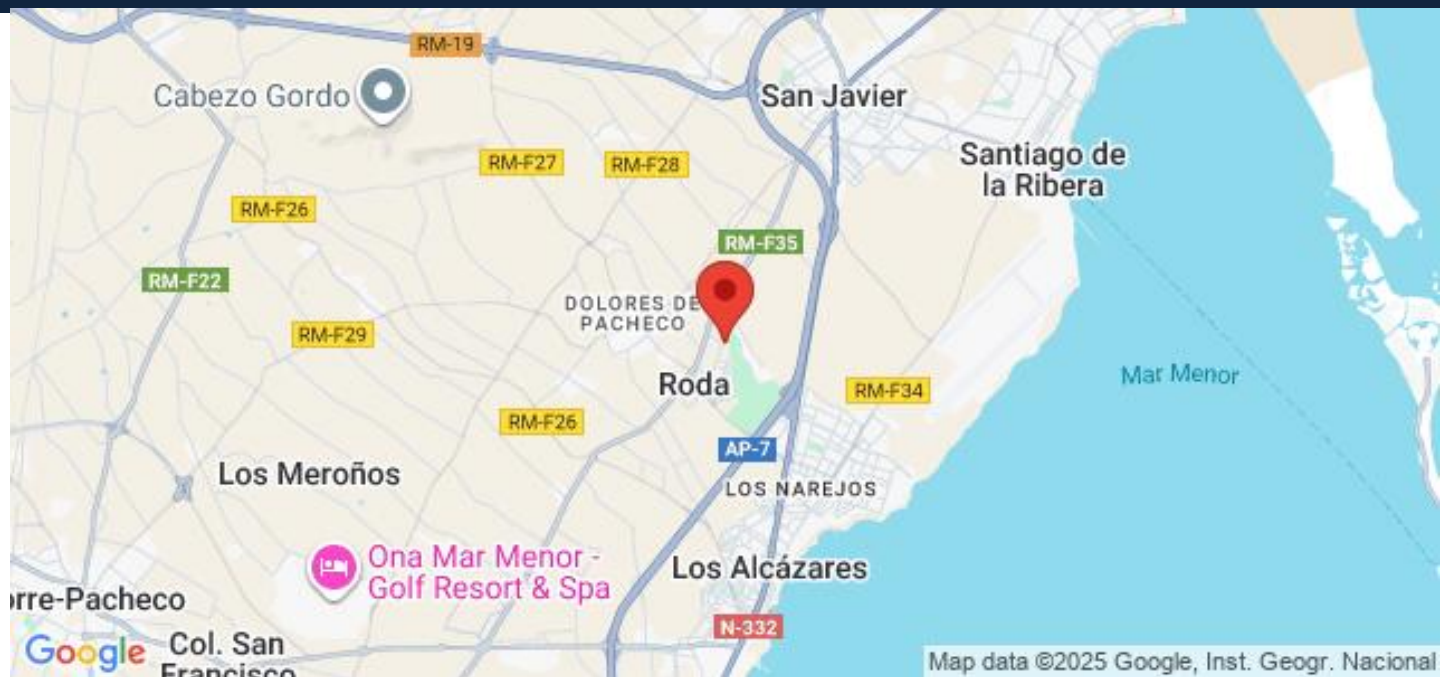 RM-19
Cabezo Gordo
San Javier
Santiago de
la Ribera
RM-F27
RM-F28
RM-F26
RM-F35
RM-F22
DOLORES DE
PACHECO
RM-F29
Mar Menor
Roda
RM-F34
RM-F26
AP-7
Los Meroños
LOS NAREJOS
Ona Mar Menor -
Golf Resort & Spa
Los Alcázares
orre-Pacheco
N-332
Google
Col. San
Francisco
Map data ©2025 Google, Inst. Geogr. Nacional